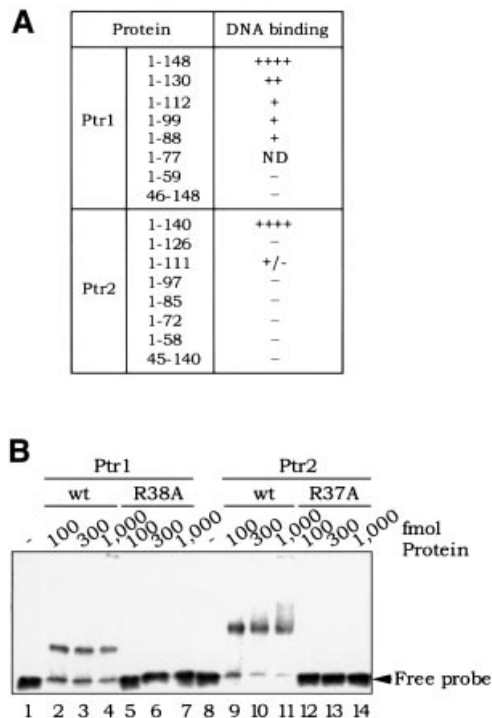 A
Protein DNA binding
Ptr1
1-148 ++++
1-130 ++
1-112 +
1-99 +
1-88 +
1-77 ND
1-59 –
46-148 –
Ptr2
1-140 ++++
1-126 –
1-111 +/-
1-97 –
1-85 –
1-72 –
1-58 –
45-140 –
B
Ptr1 Ptr2
wt R38A wt R37A
- 100 300 1,000 100 300 1,000 - 100 300 1,000 100 300 1,000 fmol
Protein
Free probe
1 2 3 4 5 6 7 8 9 10 11 12 13 14